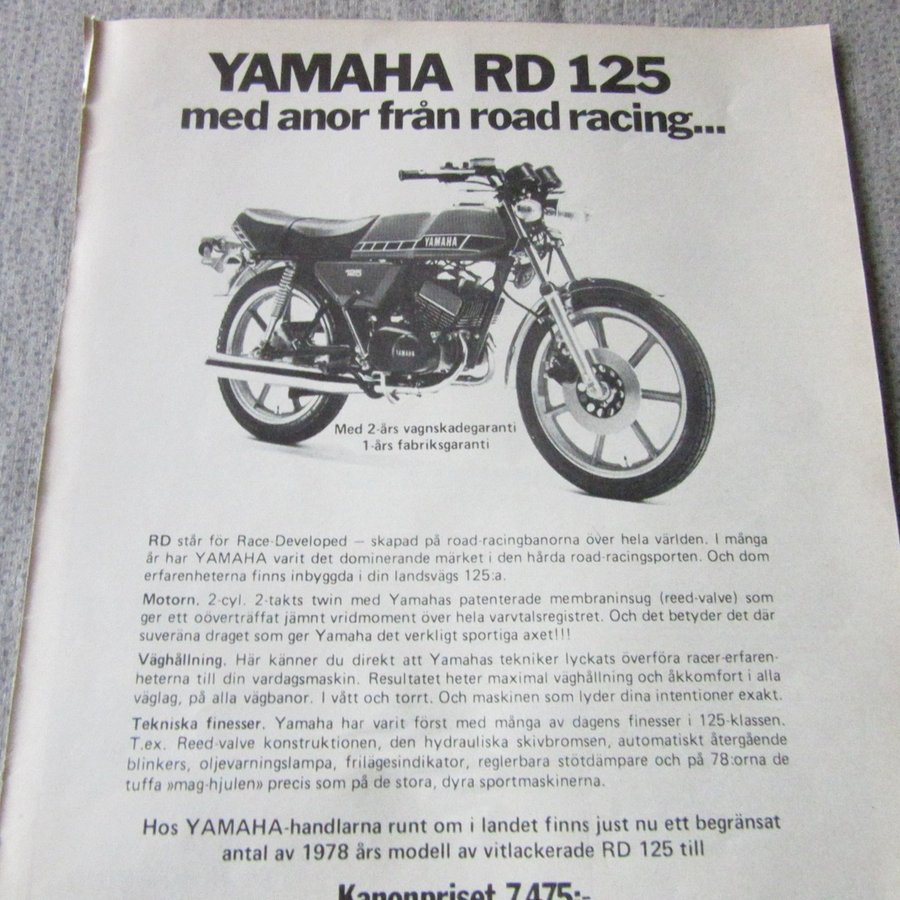 YAMAHA RD 125
med anor från road racing...
YAMAHA
125
YAMAHA
Med 2-års vagnskadegaranti
1-års fabriksgaranti
RD står för Race-Developed – skapad på road-racingbanorna över hela världen. I många
år har YAMAHA varit det dominerande märket i den hårda road-racingsporten. Och dom
erfarenheterna finns inbyggda i din landsvägs 125:a.
Motorn. 2-cyl. 2-takts twin med Yamahas patenterade membraninsug (reed-valve) som
ger ett oöverträffat jämnt vridmoment över hela varvtalsregistret. Och det betyder det där
suveräna draget som ger Yamaha det verkligt sportiga axet!!!
Väghållning. Här känner du direkt att Yamahas tekniker lyckats överföra racer-erfaren-
heterna till din vardagsmaskin. Resultatet heter maximal väghållning och åkkomfort i alla
väglag, på alla vägbanor. I vått och torrt. Och maskinen som lyder dina intentioner exakt.
Tekniska finesser. Yamaha har varit först med många av dagens finesser i 125-klassen.
T.ex. Reed-valve konstruktionen, den hydrauliska skivbromsen, automatiskt återgående
blinkers, oljevarningslampa, frilägesindikator, reglerbara stötdämpare och på 78:orna de
tuffa »mag-hjulen» precis som på de stora, dyra sportmaskinerna.
Hos YAMAHA-handlarna runt om i landet finns just nu ett begränsat
antal av 1978 års modell av vitlackerade RD 125 till
Kanonpriset 7.475:-